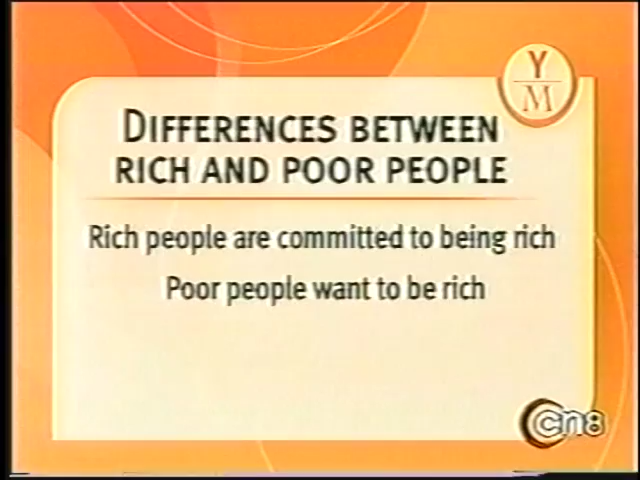 Y
M
DIFFERENCES BETWEEN
RICH AND POOR PEOPLE
Rich people are committed to being rich
Poor people want to be rich
cn8